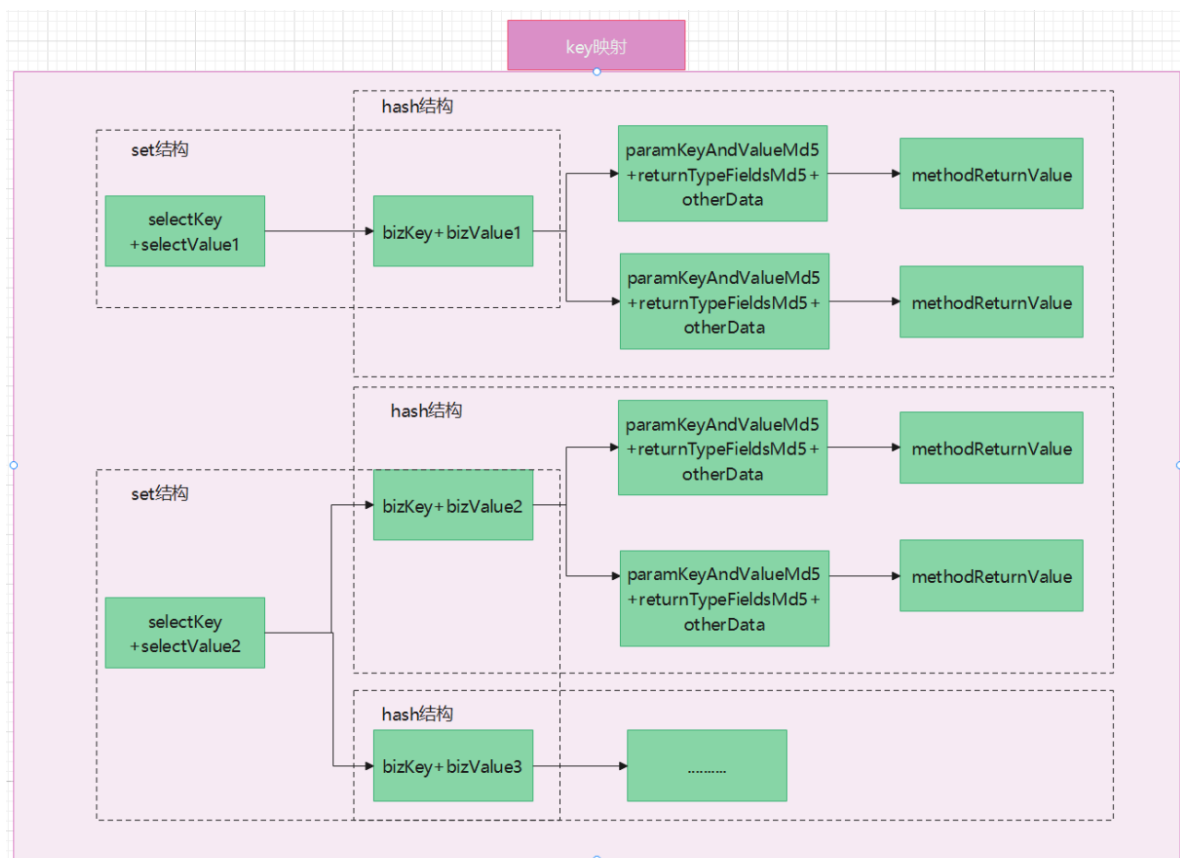 key映射
hash结构
set结构
selectKey
+selectValue1
bizKey+bizValue1
paramKeyAndValueMd5
+returnTypeFieldsMd5+
otherData
methodReturnValue
paramKeyAndValueMd5
+returnTypeFieldsMd5+
otherData
methodReturnValue
hash结构
set结构
selectKey
+selectValue2
bizKey+bizValue2
paramKeyAndValueMd5
+returnTypeFieldsMd5+
otherData
methodReturnValue
paramKeyAndValueMd5
+returnTypeFieldsMd5+
otherData
methodReturnValue
hash结构
bizKey+bizValue3
..........